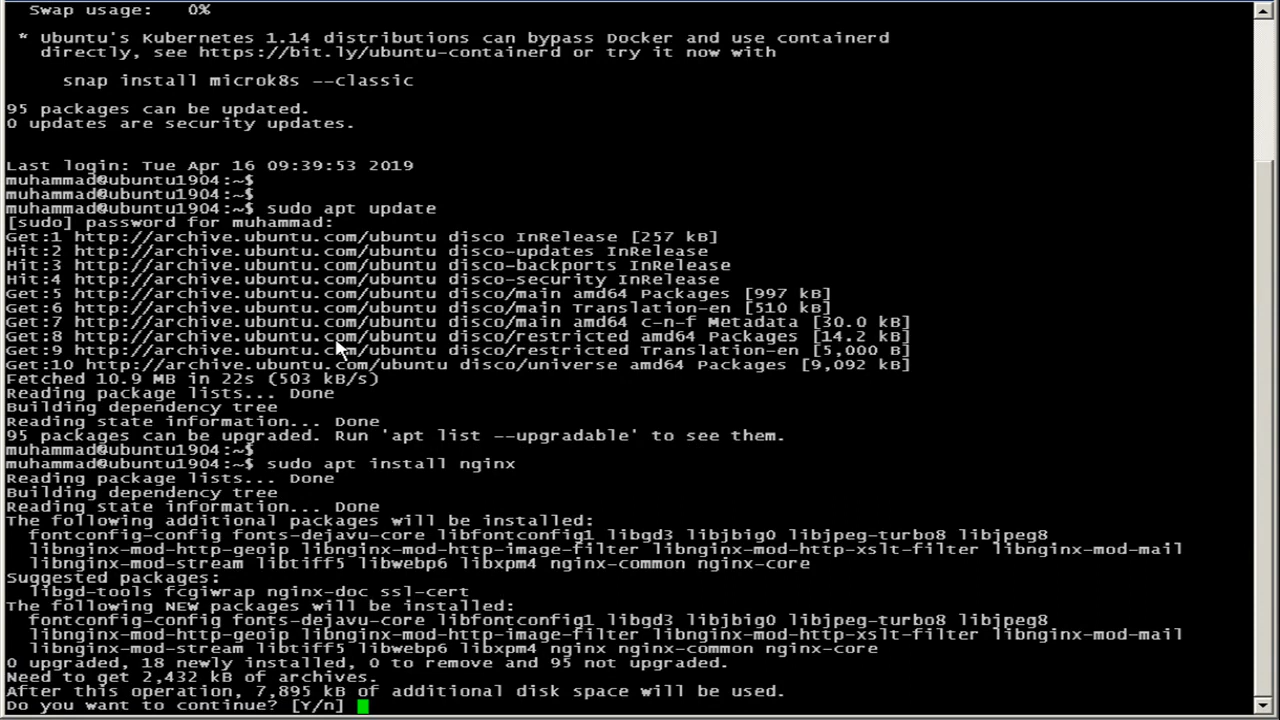 Swap usage:   0%
* Ubuntu's Kubernetes 1.14 distributions can bypass Docker and use containerd
directly, see https://bit.ly/ubuntu-containerd or try it now with
snap install microk8s --classic
95 packages can be updated.
0 updates are security updates.
Last login: Tue Apr 16 09:39:53 2019
muhammad@ubuntu1904:~$
muhammad@ubuntu1904:~$
muhammad@ubuntu1904:~$ sudo apt update
[sudo] password for muhammad:
Get:1 http://archive.ubuntu.com/ubuntu disco InRelease [257 kB]
Hit:2 http://archive.ubuntu.com/ubuntu disco-updates InRelease
Hit:3 http://archive.ubuntu.com/ubuntu disco-backports InRelease
Hit:4 http://archive.ubuntu.com/ubuntu disco-security InRelease
Get:5 http://archive.ubuntu.com/ubuntu disco/main amd64 Packages [997 kB]
Get:6 http://archive.ubuntu.com/ubuntu disco/main Translation-en [510 kB]
Get:7 http://archive.ubuntu.com/ubuntu disco/main amd64 c-n-f Metadata [30.0 kB]
Get:8 http://archive.ubuntu.com/ubuntu disco/restricted amd64 Packages [14.2 kB]
Get:9 http://archive.ubuntu.com/ubuntu disco/restricted Translation-en [5,000 B]
Get:10 http://archive.ubuntu.com/ubuntu disco/universe amd64 Packages [9,092 kB]
Fetched 10.9 MB in 22s (503 kB/s)
Reading package lists... Done
Building dependency tree
Reading state information... Done
95 packages can be upgraded. Run 'apt list --upgradable' to see them.
muhammad@ubuntu1904:~$
muhammad@ubuntu1904:~$ sudo apt install nginx
Reading package lists... Done
Building dependency tree
Reading state information... Done
The following additional packages will be installed:
fontconfig-config fonts-dejavu-core libfontconfig1 libgd3 libjbig0 libjpeg-turbo8 libjpeg8
libnginx-mod-http-geoip libnginx-mod-http-image-filter libnginx-mod-http-xslt-filter libnginx-mod-mail
libnginx-mod-stream libtiff5 libwebp6 libxpm4 nginx-common nginx-core
Suggested packages:
libgd-tools fcgiwrap nginx-doc ssl-cert
The following NEW packages will be installed:
fontconfig-config fonts-dejavu-core libfontconfig1 libgd3 libjbig0 libjpeg-turbo8 libjpeg8
libnginx-mod-http-geoip libnginx-mod-http-image-filter libnginx-mod-http-xslt-filter libnginx-mod-mail
libnginx-mod-stream libtiff5 libwebp6 libxpm4 nginx nginx-common nginx-core
0 upgraded, 18 newly installed, 0 to remove and 95 not upgraded.
Need to get 2,432 kB of archives.
After this operation, 7,895 kB of additional disk space will be used.
Do you want to continue? [Y/n]